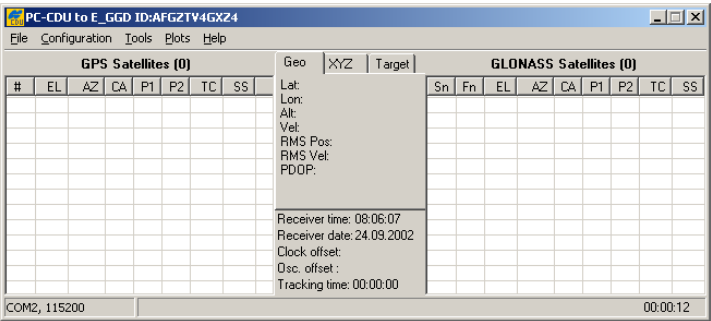 PC-CDU to E_GGD ID:AFGZTV4GXZ4
File Configuration Tools Plots Help
GPS Satellites (0)
# EL AZ CA P1 P2 TC SS
Geo XYZ Target
Lat:
Lon:
Alt:
Vel:
RMS Pos:
RMS Vel:
PDOP:
Receiver time: 08:06:07
Receiver date: 24.09.2002
Clock offset:
Osc. offset :
Tracking time: 00:00:00
GLONASS Satellites (0)
Sn Fn EL AZ CA P1 P2 TC SS
COM2, 115200
00:00:12